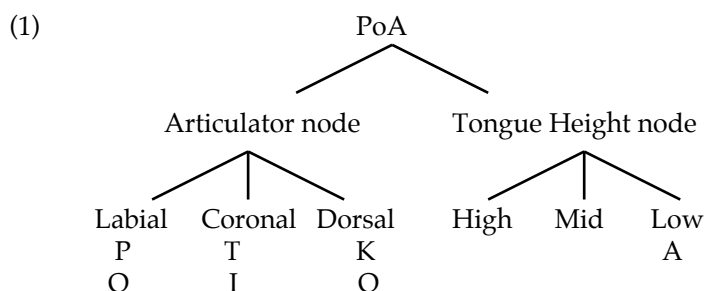 (1) PoA
Articulator node Tongue Height node
Labial Coronal Dorsal High Mid Low
P T K A
O I O